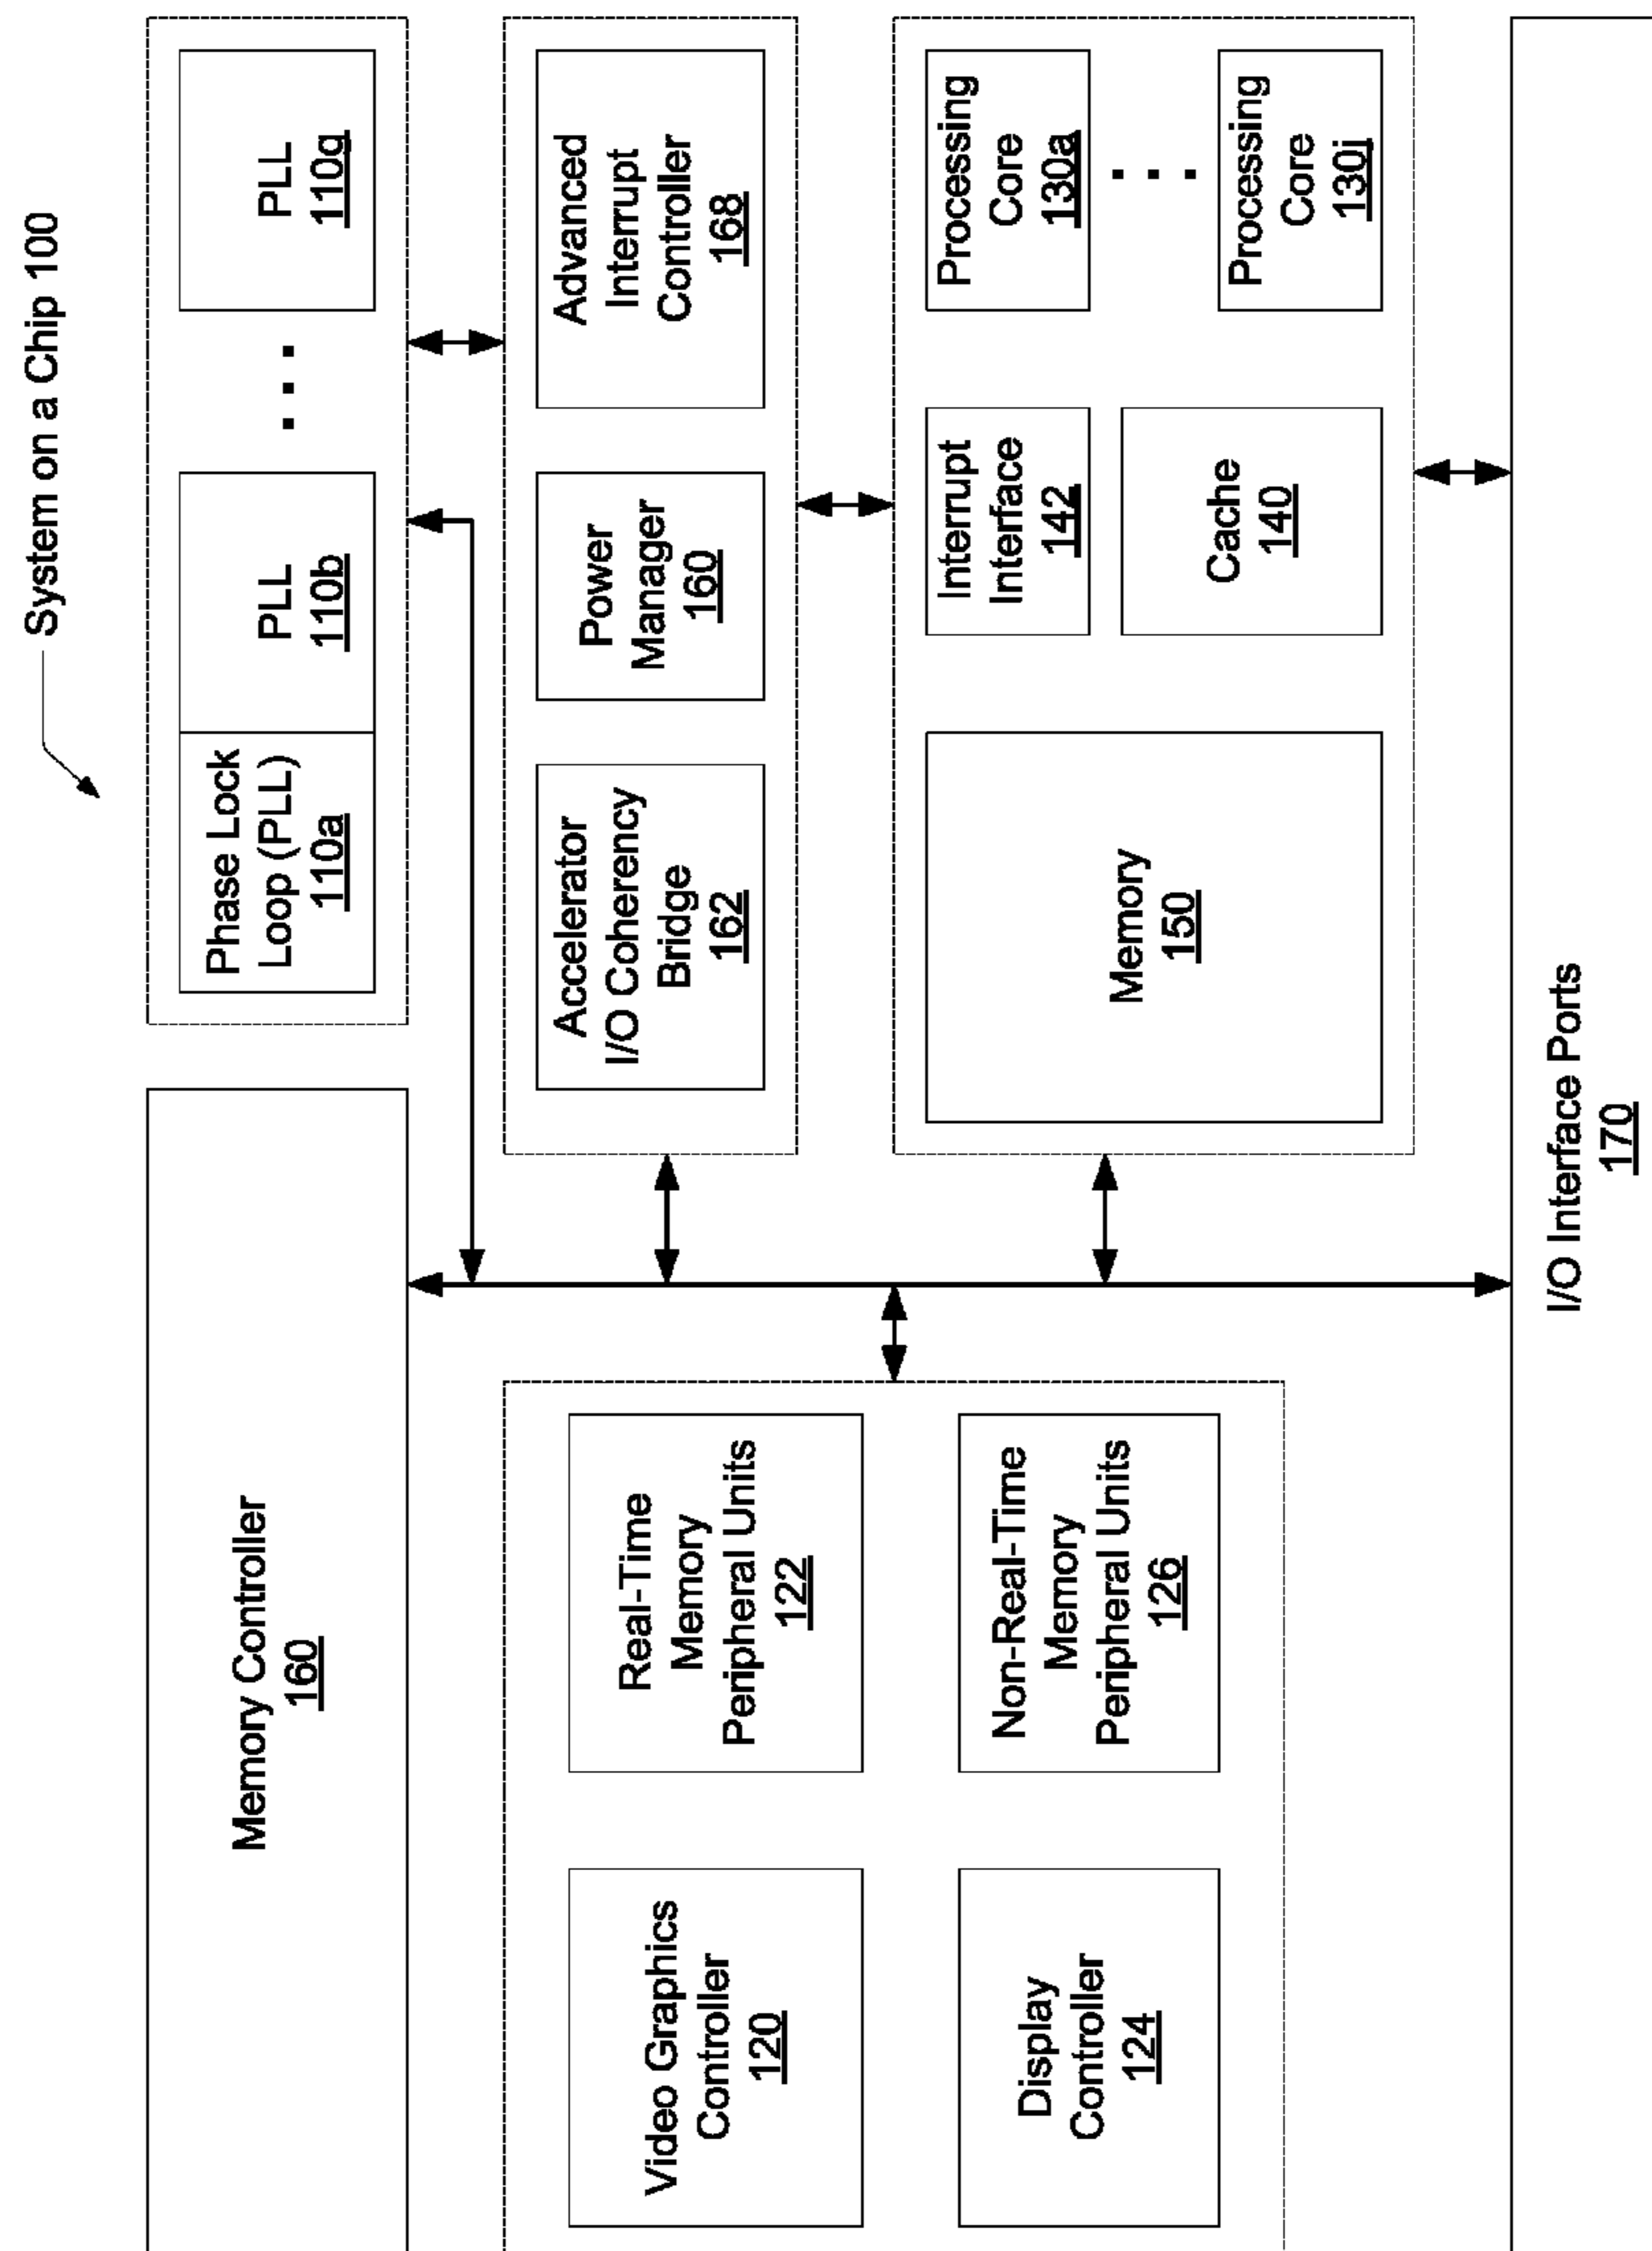 System on a Chip 100
Memory Controller
160
Phase Lock
Loop (PLL)
110a
PLL
110b
PLL
110g
Accelerator
I/O Coherency
Bridge
162
Power
Manager
160
Advanced
Interrupt
Controller
168
Video Graphics
Controller
120
Real-Time
Memory
Peripheral Units
122
Display
Controller
124
Non-Real-Time
Memory
Peripheral Units
126
Memory
150
Interrupt
Interface
142
Cache
140
Processing
Core
130a
Processing
Core
130j
I/O Interface Ports
170